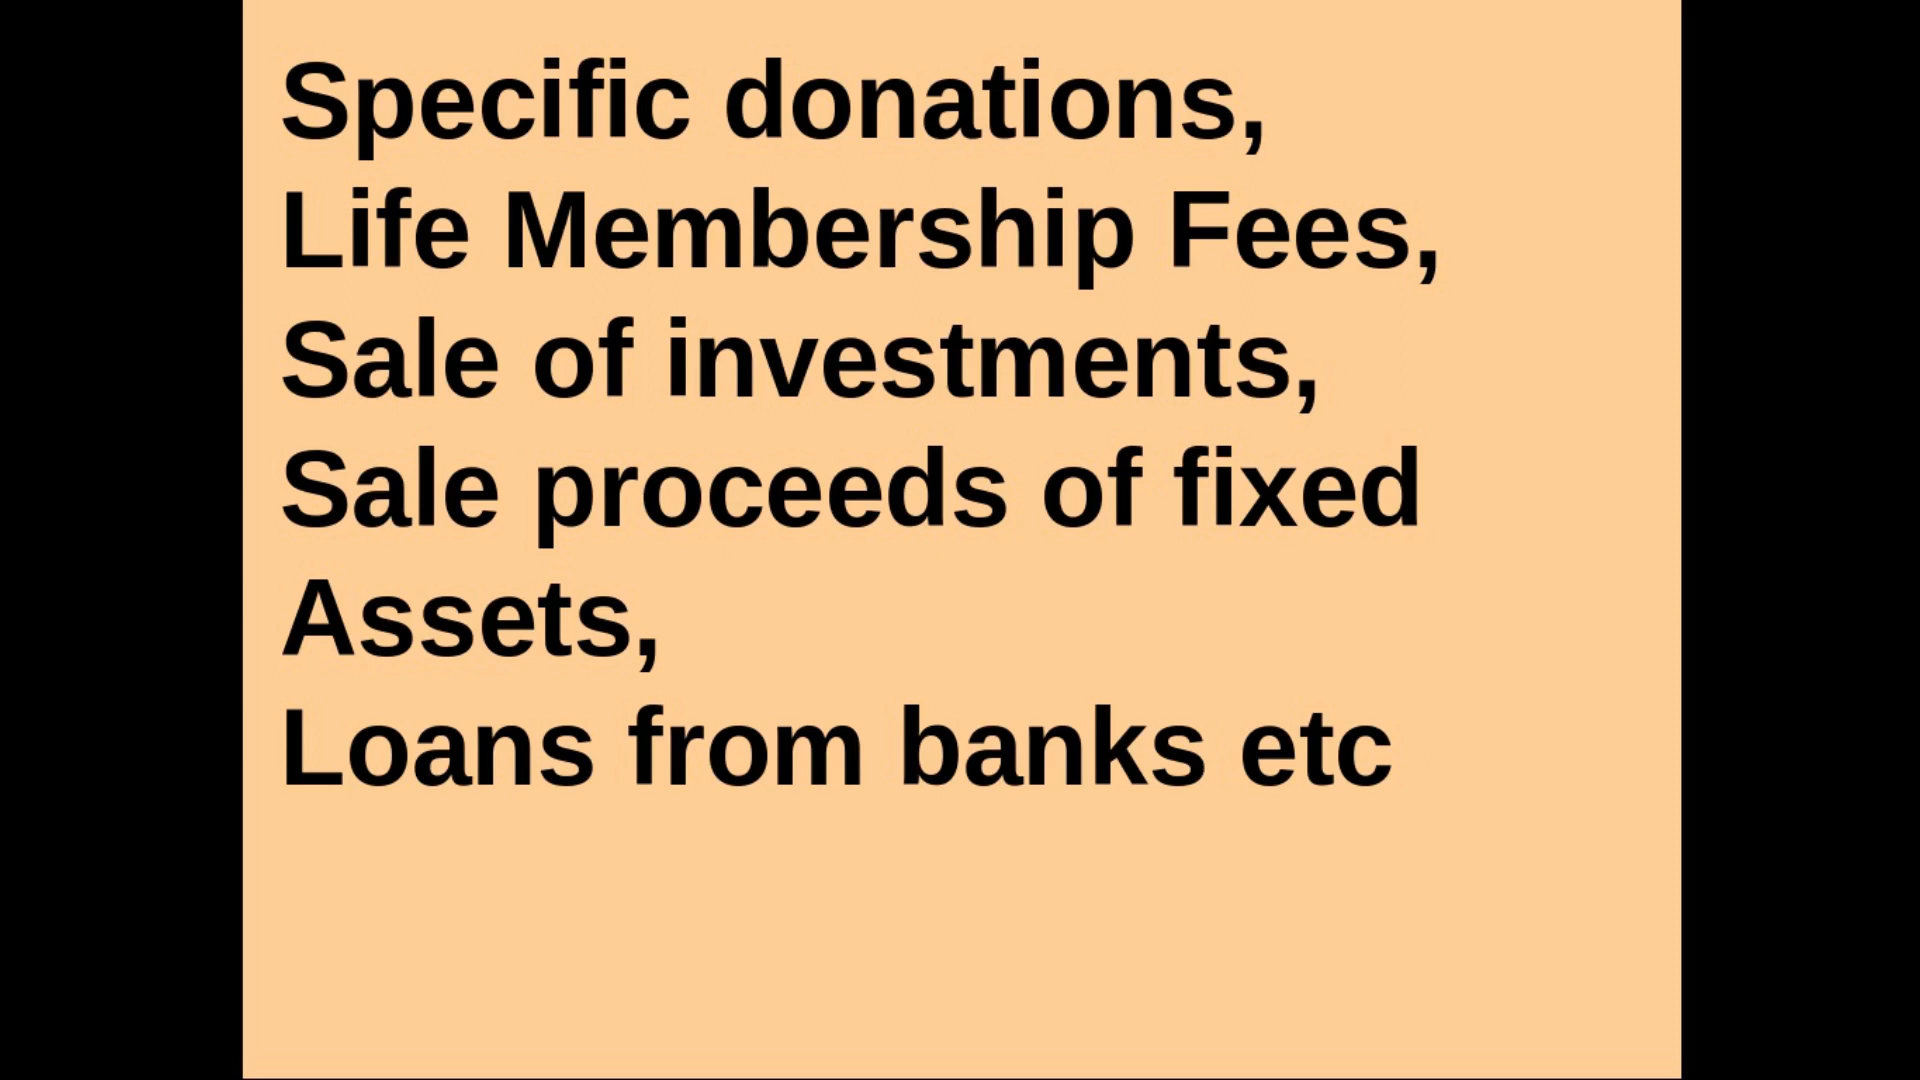 Specific donations,
Life Membership Fees,
Sale of investments,
Sale proceeds of fixed
Assets,
Loans from banks etc